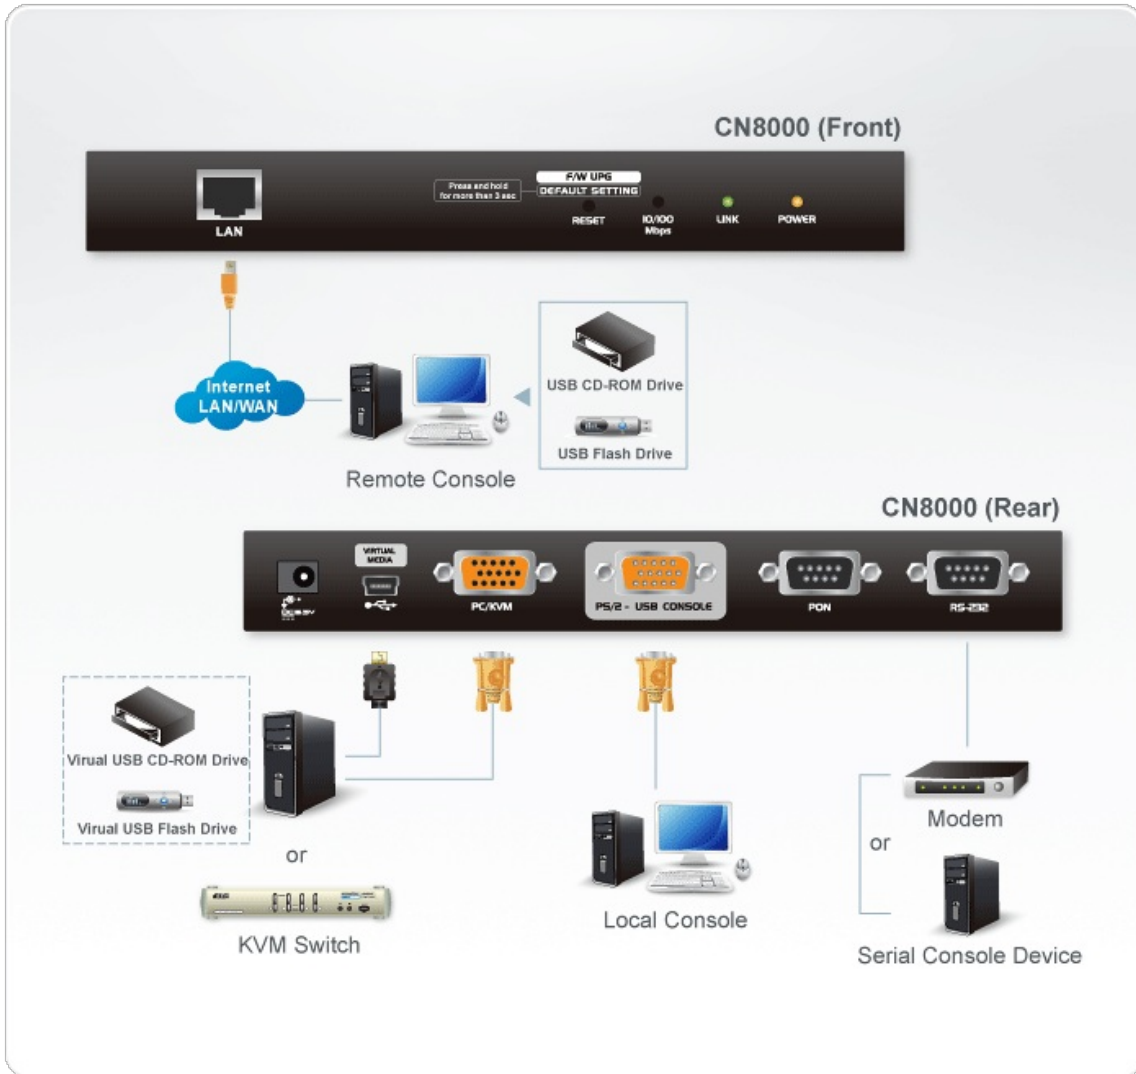 CN8000 (Front)
F/W UPG
Press and hold
for more than 3 sec
DEFAULT SETTING
LAN
RESET
10/100
Mbps
LINK
POWER
Internet
LAN/WAN
USB CD-ROM Drive
USB Flash Drive
Remote Console
CN8000 (Rear)
VIRTUAL
MEDIA
PC/KVM
PS/2 - USB CONSOLE
PON
RS-232
DC5.3V
Virual USB CD-ROM Drive
Virual USB Flash Drive
or
KVM Switch
Local Console
Modem
or
Serial Console Device